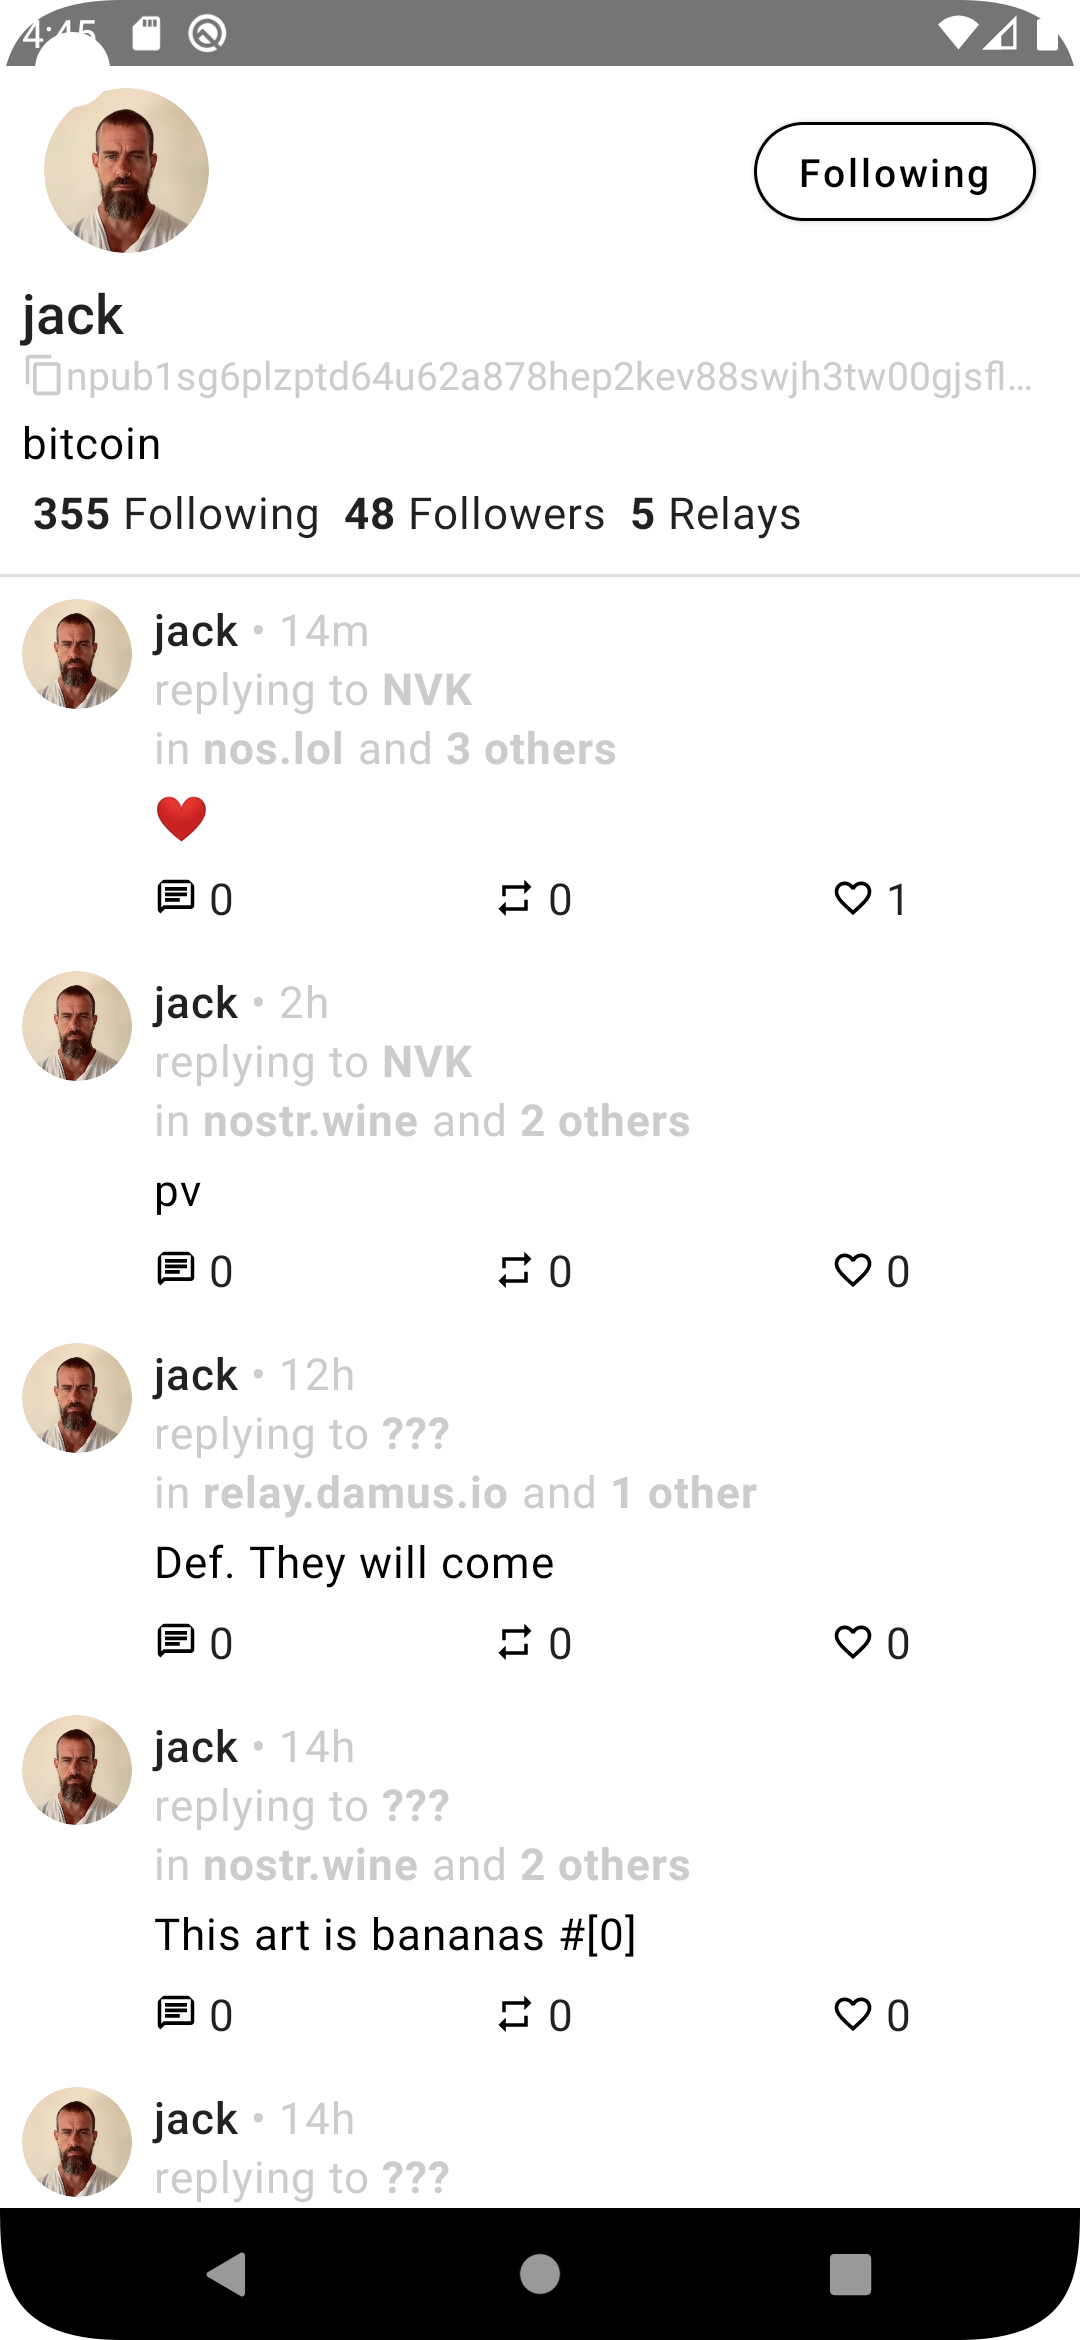 4:45
Following
jack
npub1sg6plzptd64u62a878hep2kev88swjh3tw00gjsfl…
bitcoin
355 Following 48 Followers 5 Relays
jack • 14m
replying to NVK
in nos.lol and 3 others
❤️
0 0 1
jack • 2h
replying to NVK
in nostr.wine and 2 others
pv
0 0 0
jack • 12h
replying to ???
in relay.damus.io and 1 other
Def. They will come
0 0 0
jack • 14h
replying to ???
in nostr.wine and 2 others
This art is bananas #[0]
0 0 0
jack • 14h
replying to ???